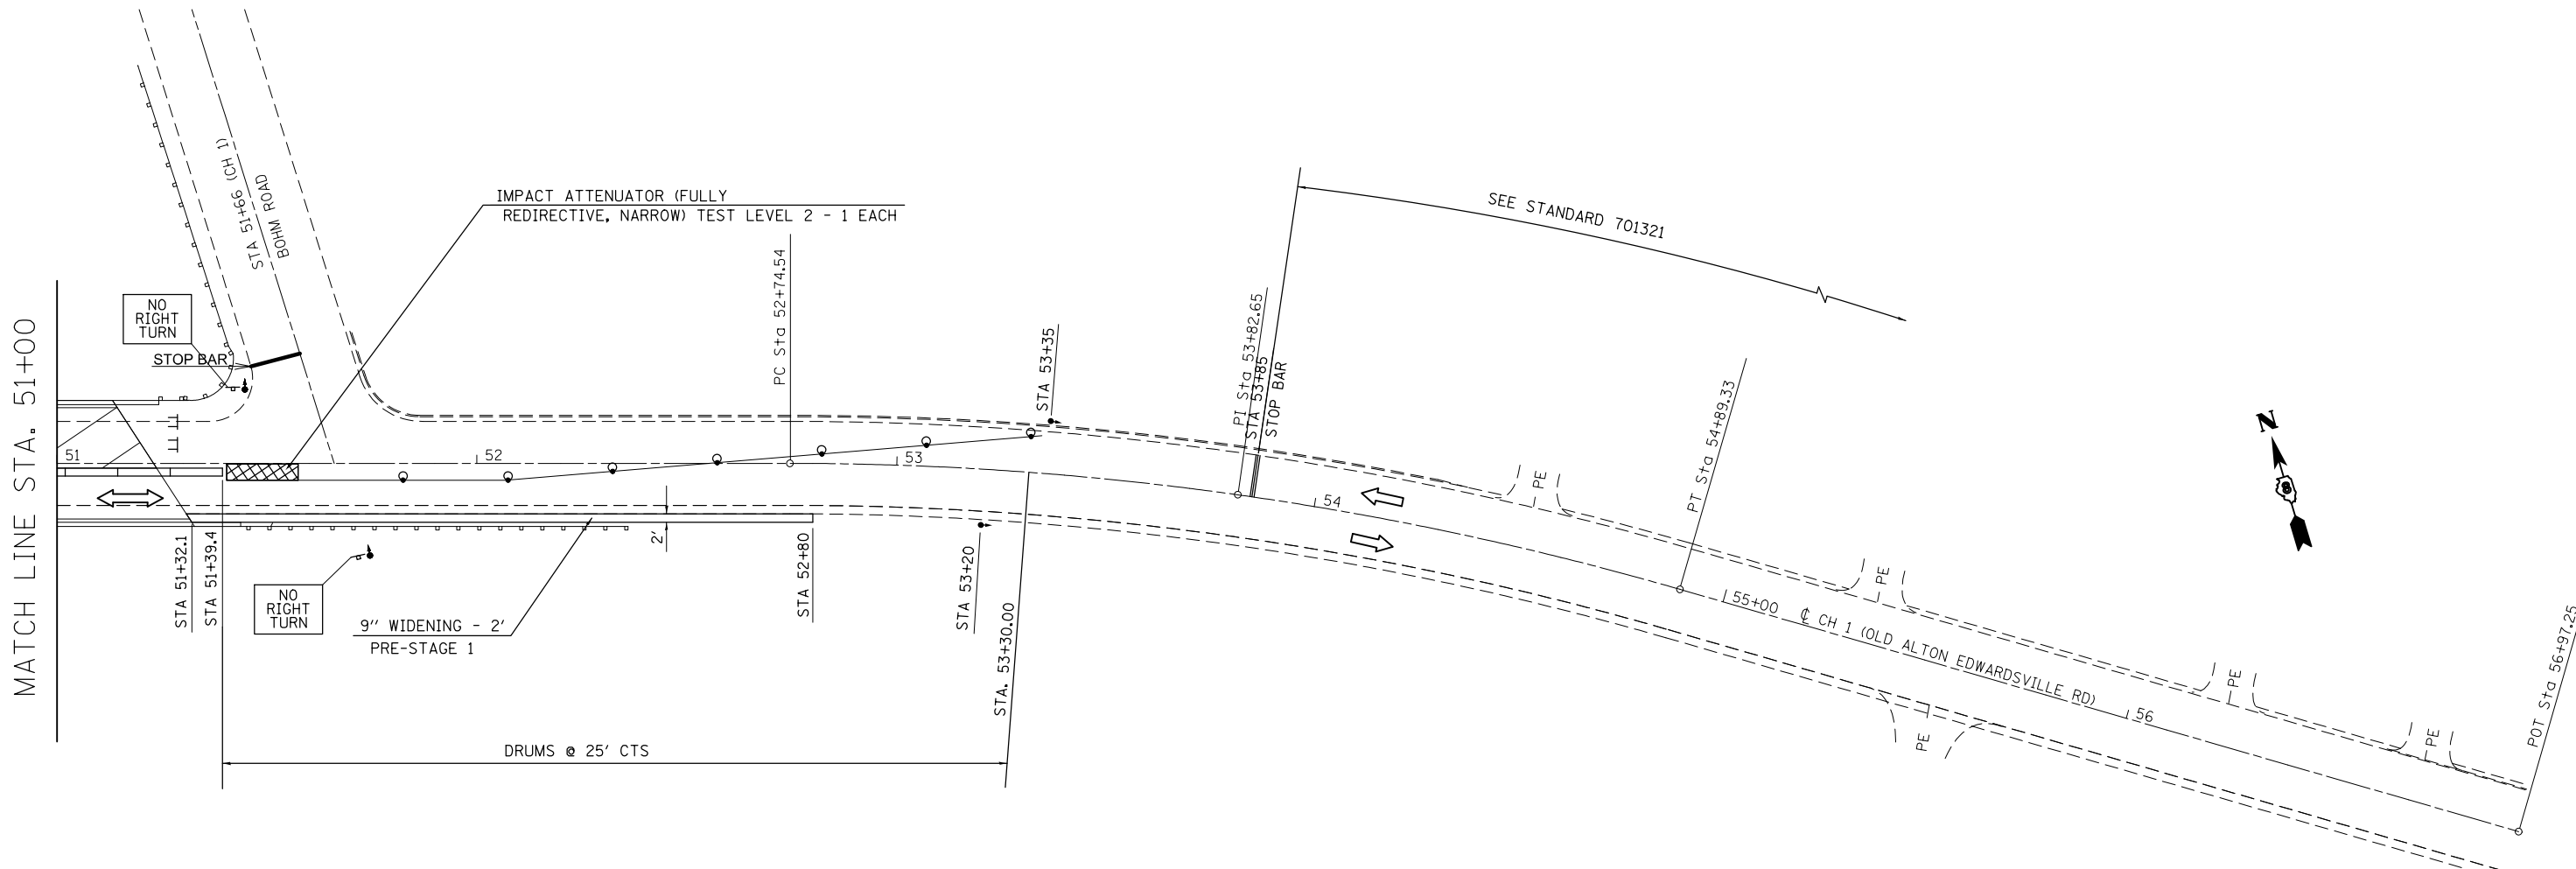 MATCH LINE STA. 51+00
STA 51+66 (CH 1)
BOHM ROAD
NO
RIGHT
TURN
STOP BAR
IMPACT ATTENUATOR (FULLY
REDIRECTIVE, NARROW) TEST LEVEL 2 - 1 EACH
PC Sta 52+74.54
STA 53+35
PI Sta 53+82.65
STA 53+85
STOP BAR
SEE STANDARD 701321
PT Sta 54+89.33
N
51
52
53
54
55+00
℄ CH 1 (OLD ALTON EDWARDSVILLE RD)
56
PE
PE
PE
PE
PE
POT Sta 56+97.25
STA 51+32.1
STA 51+39.4
NO
RIGHT
TURN
9" WIDENING - 2'
PRE-STAGE 1
2'
STA 52+80
STA 53+20
STA. 53+30.00
DRUMS @ 25' CTS